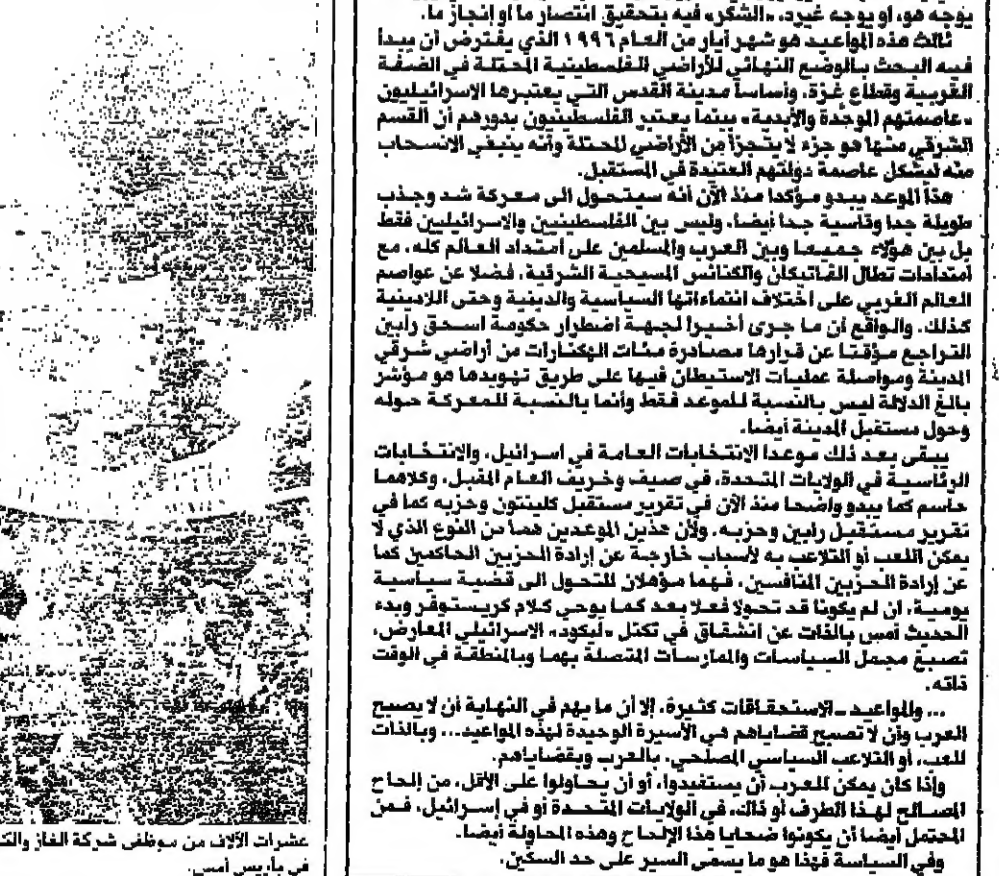 يوجه هو، أو يوجه غيره، «الشكر» فيه بتحقيق انتصار ما أو إنجاز ما.
ثالث هذه المواعيد هو شهر أيار من العام ١٩٩٦ الذي يفترض أن يبدأ
فيه البحث بالوضع النهائي للأراضي الفلسطينية المحتلة في الضفة
الغربية وقطاع غزة، وأساساً مدينة القدس التي يعتبرها الاسرائيليون
«عاصمتهم الموحدة والأبدية» بينما يعتبر الفلسطينيون بدورهم أن القسم
الشرقي منها هو جزء لا يتجزأ من الأراضي المحتلة وأنه ينبغي الانسحاب
منه ليشكل عاصمة دولتهم العتيدة في المستقبل.
هذا الموعد يبدو مؤكدا منذ الآن أنه سيتحول الى معركة شد وجذب
طويلة جدا وقاسية جدا أيضا، وليس بين الفلسطينيين والاسرائيليين فقط
بل بين هؤلاء جميعا وبين العرب والمسلمين على امتداد العالم كله، مع
امتدادات تطال الفاتيكان والكنائس المسيحية الشرقية، فضلا عن عواصم
العالم الغربي على اختلاف انتماءاتها السياسية والدينية وحتى اللادينية
كذلك. والواقع أن ما جرى أخيرا لجهة اضطرار حكومة اسحق رابين
التراجع مؤقتا عن قرارها مصادرة مئات الهكتارات من أراضي شرقي
المدينة ومواصلة عمليات الاستيطان فيها على طريق تهويدها هو مؤشر
بالغ الدلالة ليس بالنسبة للموعد فقط وأنما بالنسبة للمعركة حوله
وحول مستقبل المدينة أيضا.
يبقى بعد ذلك موعدا الانتخابات العامة في اسرائيل، والانتخابات
الرئاسية في الولايات المتحدة، في صيف وخريف العام المقبل، وكلاهما
حاسم كما يبدو واضحا منذ الآن في تقرير مستقبل كلينتون وحزبه كما في
تقرير مستقبل رابين وحزبه. ولأن هذين الموعدين هما من النوع الذي لا
يمكن اللعب أو التلاعب به لأسباب خارجة عن إرادة الحزبين الحاكمين كما
عن إرادة الحزبين المنافسين، فهما مؤهلان للتحول الى قضية سياسية
يومية، ان لم يكونا قد تحولا فعلا بعد كما يوحي كلام كريستوفر وبدء
الحديث أمس بالذات عن انشقاق في تكتل «ليكود» الاسرائيلي المعارض،
تصبغ مجمل السياسات والممارسات المتصلة بهما وبالمنطقة في الوقت
ذاته.
... والمواعيد ـ الاستحقاقات كثيرة، إلا أن ما يهم في النهاية أن لا يصبح
العرب وأن لا تصبح قضاياهم هي الأسيرة الوحيدة لهذه المواعيد... وبالذات
للعب، أو التلاعب السياسي المصلحي، بالعرب وبقضاياهم.
وإذا كان يمكن للعرب أن يستفيدوا، أو أن يحاولوا على الأقل، من إلحاح
المصالح لهذا الطرف أو ذاك، في الولايات المتحدة أو في إسرائيل، فمن
المحتمل أيضا أن يكونوا ضحايا هذا الإلحاح وهذه المحاولة أيضا.
وفي السياسة فهذا هو ما يسمى السير على حد السكين.
عشرات الآلاف من موظفي شركة الغاز
في باريس أمس.